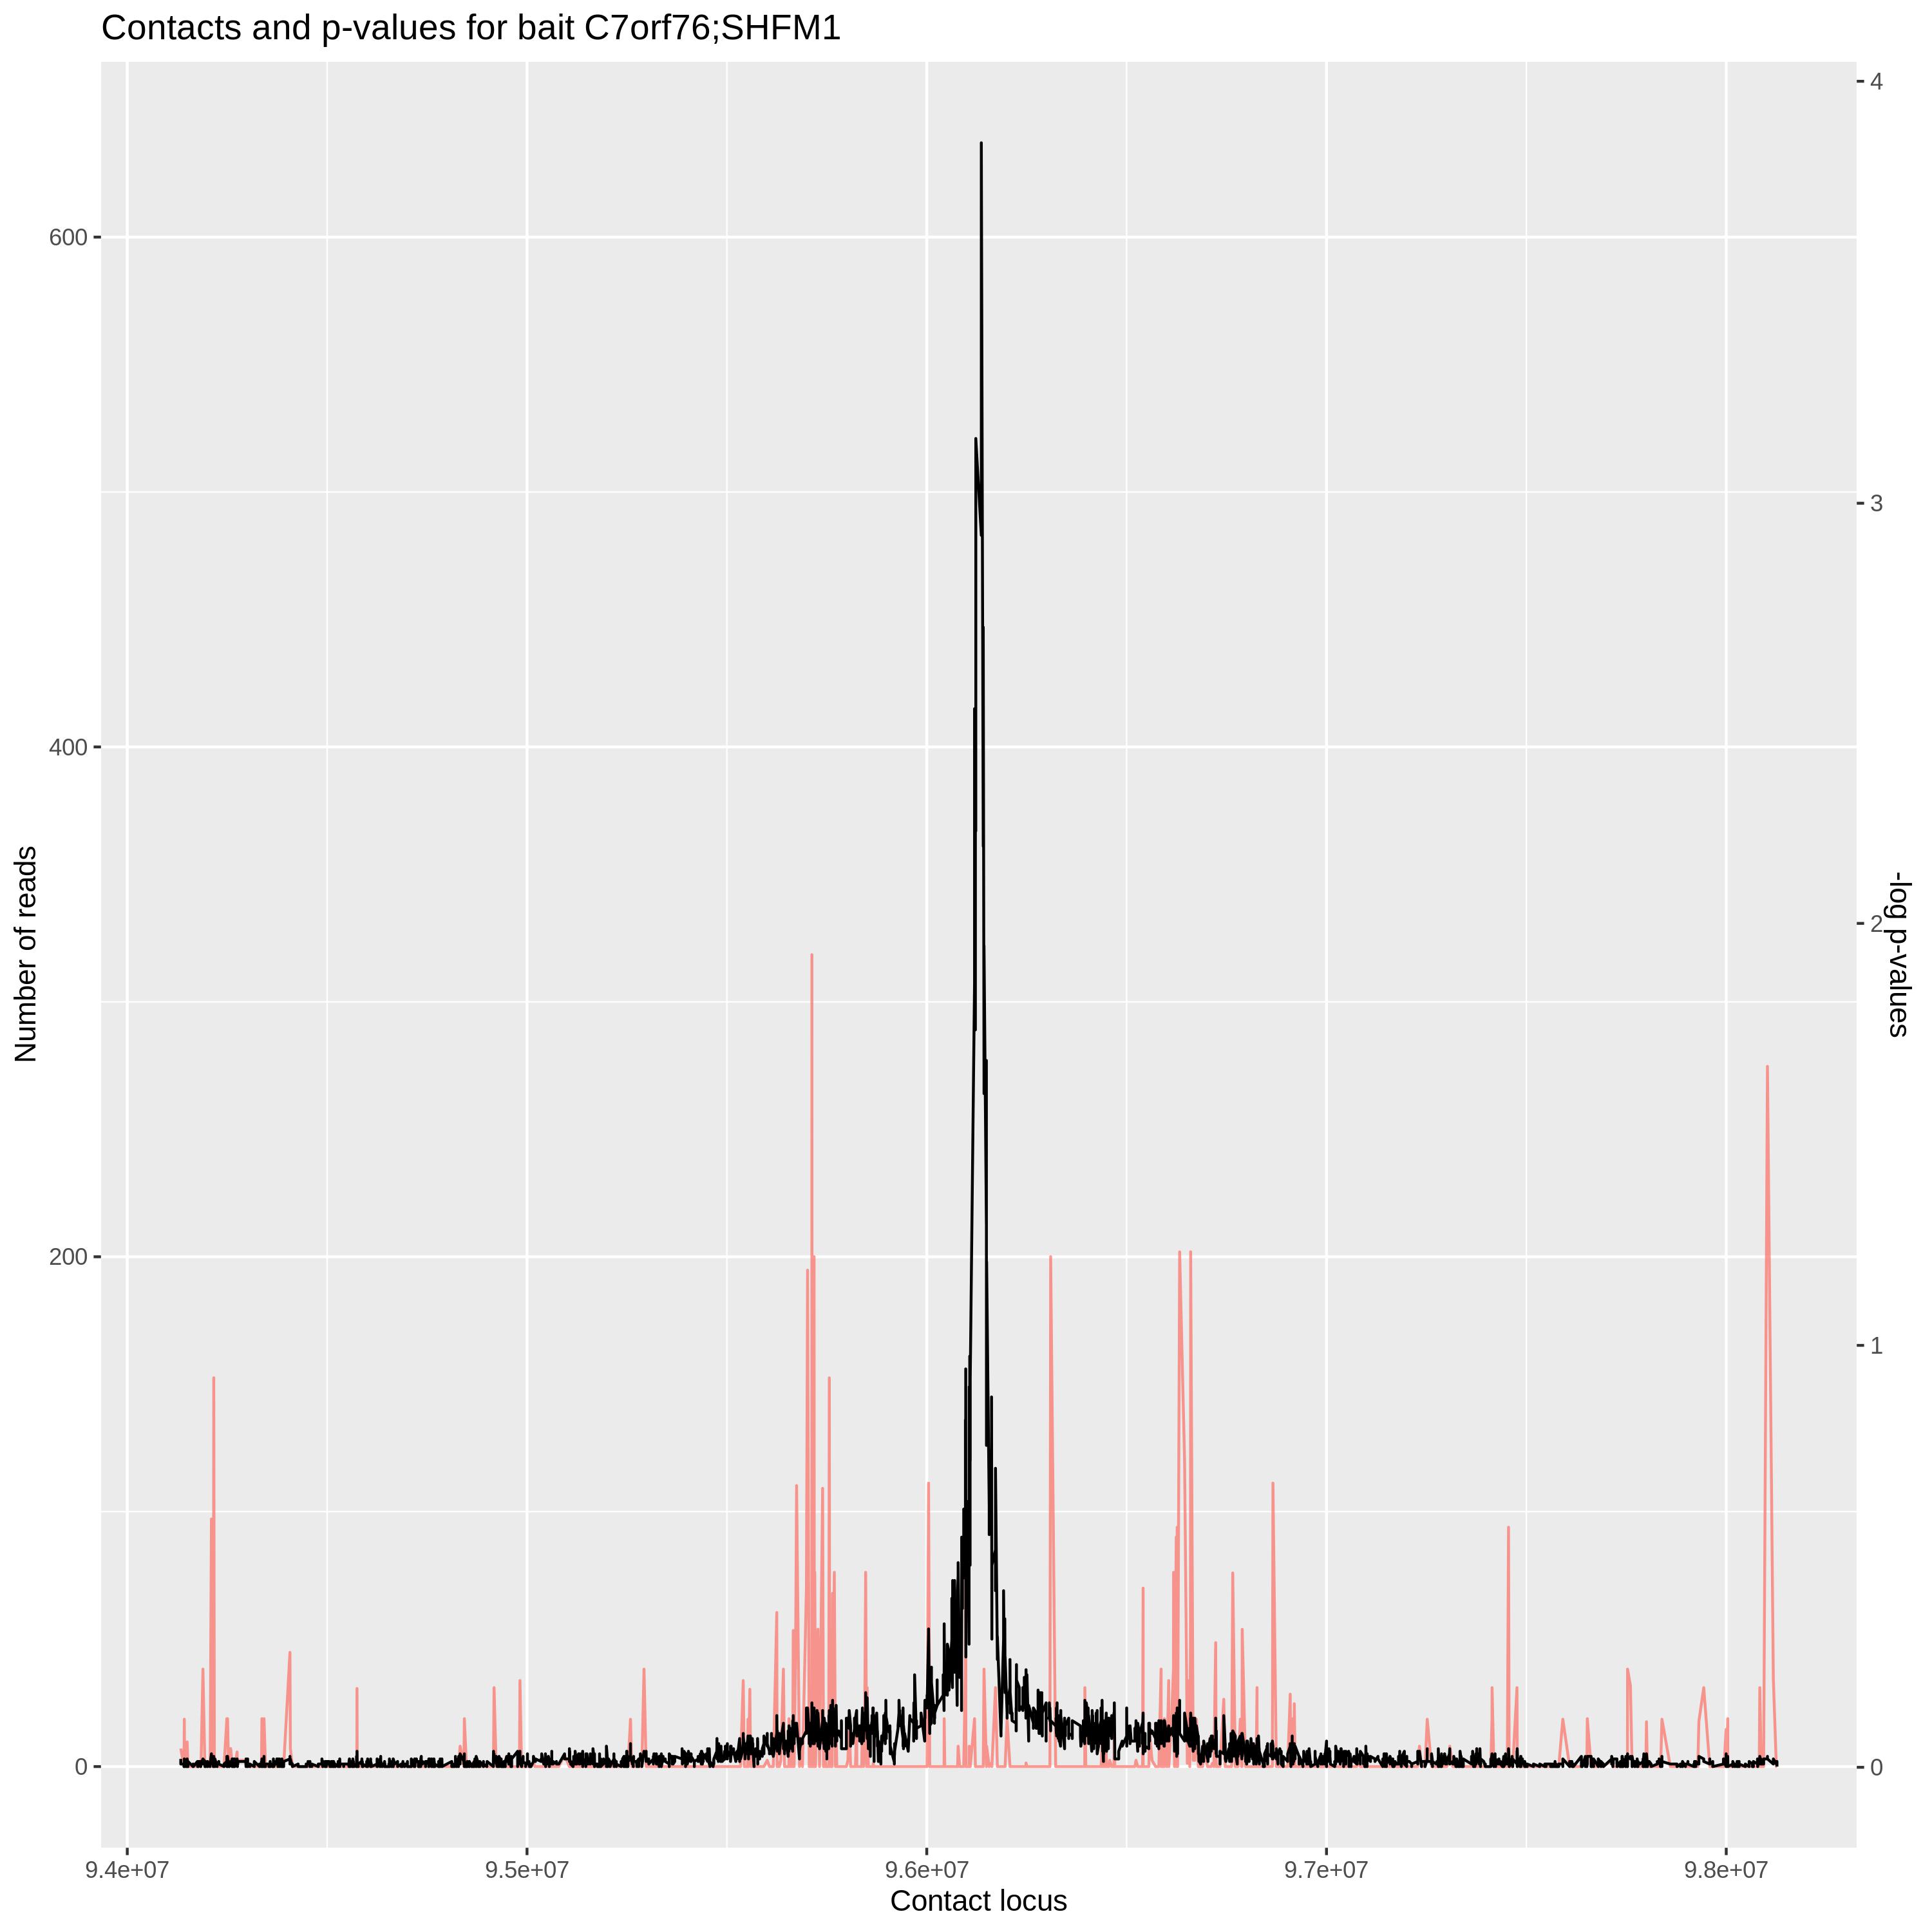 Contacts and p-values for bait C7orf76;SHFM1
Number of reads
600
400
200
0
4
3
2
1
0
-log p-values
9.4e+07
9.5e+07
9.6e+07
9.7e+07
9.8e+07
Contact locus